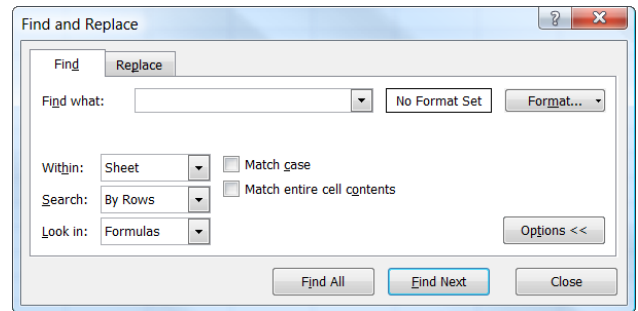 Find and Replace
Find Replace
Find what: No Format Set Format...
Within: Sheet Match case
Match entire cell contents
Search: By Rows
Look in: Formulas Options <<
Find All Find Next Close